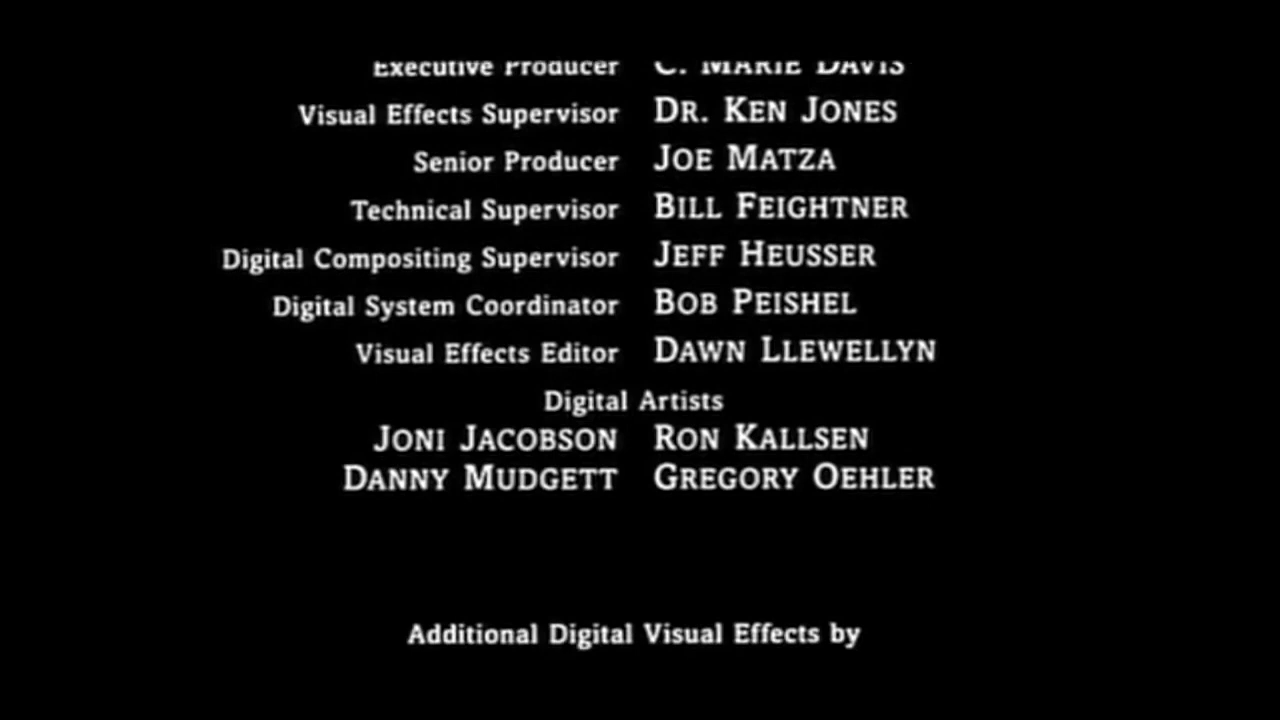 Executive Producer C. MARIE DAVIS
Visual Effects Supervisor DR. KEN JONES
Senior Producer JOE MATZA
Technical Supervisor BILL FEIGHTNER
Digital Compositing Supervisor JEFF HEUSSER
Digital System Coordinator BOB PEISHEL
Visual Effects Editor DAWN LLEWELLYN
Digital Artists
JONI JACOBSON RON KALLSEN
DANNY MUDGETT GREGORY OEHLER
Additional Digital Visual Effects by